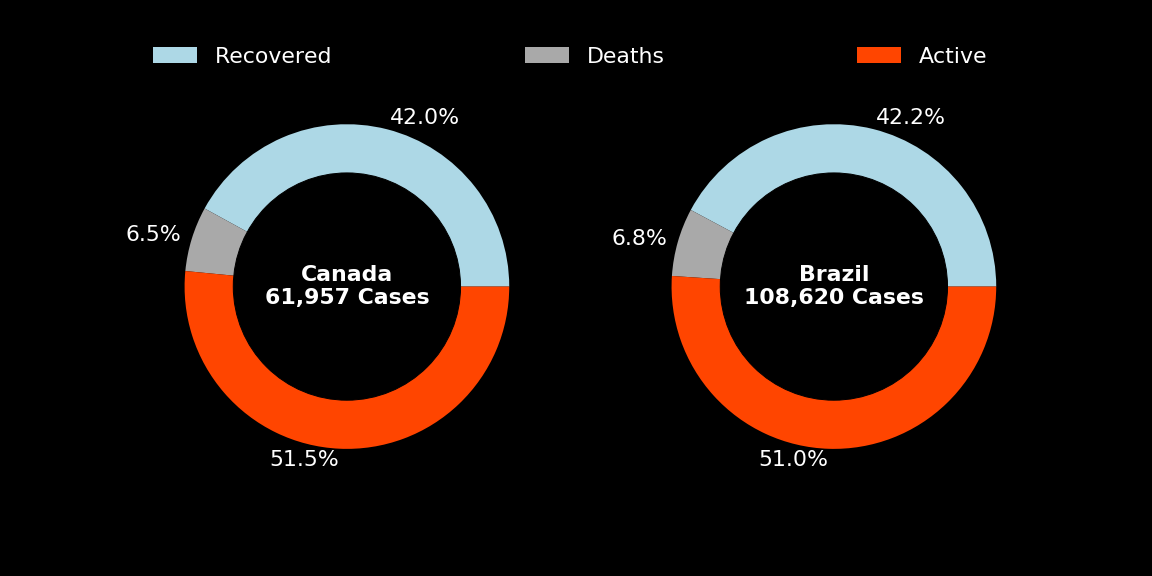 Recovered
Deaths
Active
42.0%
6.5%
Canada
61,957 Cases
51.5%
42.2%
6.8%
Brazil
108,620 Cases
51.0%